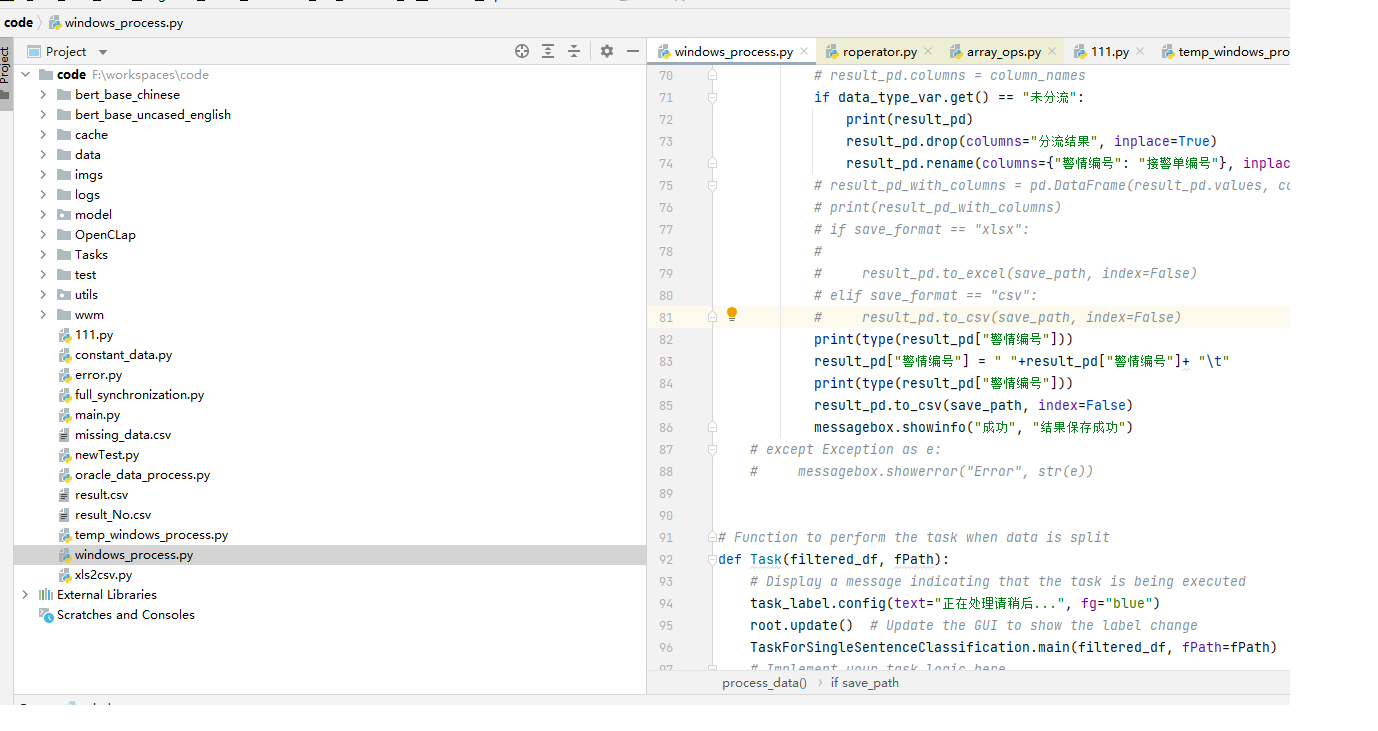 code windows_process.py
Project
Project
code F:\workspaces\code
bert_base_chinese
bert_base_uncased_english
cache
data
imgs
logs
model
OpenCLap
Tasks
test
utils
wwm
111.py
constant_data.py
error.py
full_synchronization.py
main.py
missing_data.csv
newTest.py
oracle_data_process.py
result.csv
result_No.csv
temp_windows_process.py
windows_process.py
xls2csv.py
External Libraries
Scratches and Consoles
windows_process.py roperator.py array_ops.py 111.py temp_windows_pro
70 # result_pd.columns = column_names
71 if data_type_var.get() == "未分流":
72 print(result_pd)
73 result_pd.drop(columns="分流结果", inplace=True)
74 result_pd.rename(columns={"警情编号": "接警单编号"}, inplac
75 # result_pd_with_columns = pd.DataFrame(result_pd.values, co
76 # print(result_pd_with_columns)
77 # if save_format == "xlsx":
78 #
79 # result_pd.to_excel(save_path, index=False)
80 # elif save_format == "csv":
81 # result_pd.to_csv(save_path, index=False)
82 print(type(result_pd["警情编号"]))
83 result_pd["警情编号"] = " "+result_pd["警情编号"]+ "\t"
84 print(type(result_pd["警情编号"]))
85 result_pd.to_csv(save_path, index=False)
86 messagebox.showinfo("成功", "结果保存成功")
87 # except Exception as e:
88 # messagebox.showerror("Error", str(e))
89
90
91 # Function to perform the task when data is split
92 def Task(filtered_df, fPath):
93 # Display a message indicating that the task is being executed
94 task_label.config(text="正在处理请稍后...", fg="blue")
95 root.update() # Update the GUI to show the label change
96 TaskForSingleSentenceClassification.main(filtered_df, fPath=fPath)
97 # Implement your task logic here
process_data() if save_path